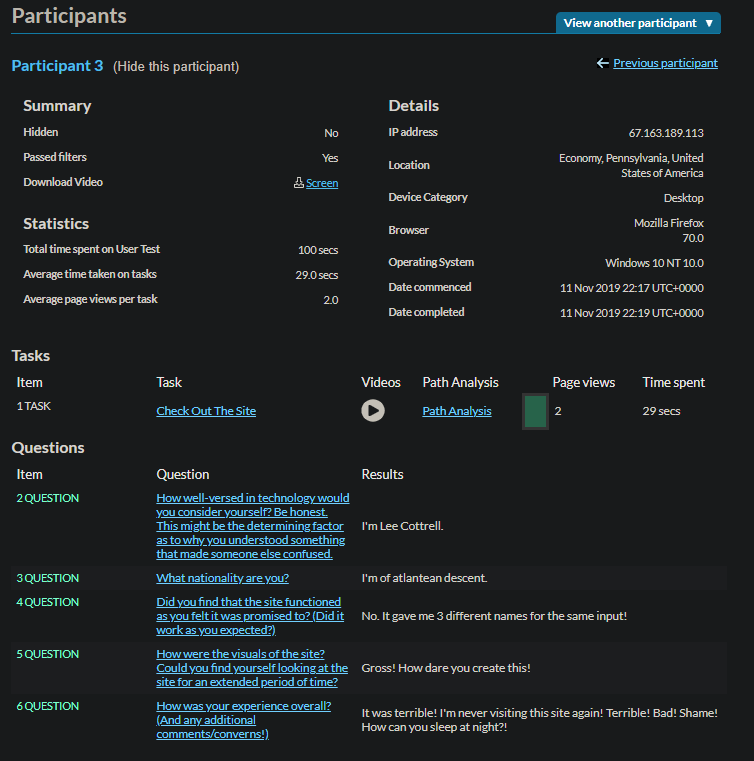 Participants
View another participant ▼
Participant 3 (Hide this participant)
← Previous participant
Summary
Hidden No
Passed filters Yes
Download Video Screen
Statistics
Total time spent on User Test 100 secs
Average time taken on tasks 29.0 secs
Average page views per task 2.0
Details
IP address 67.163.189.113
Location Economy, Pennsylvania, United
States of America
Device Category Desktop
Browser Mozilla Firefox
70.0
Operating System Windows 10 NT 10.0
Date commenced 11 Nov 2019 22:17 UTC+0000
Date completed 11 Nov 2019 22:19 UTC+0000
Tasks
Item Task Videos Path Analysis Page views Time spent
1 TASK Check Out The Site Path Analysis 2 29 secs
Questions
Item Question Results
2 QUESTION How well-versed in technology would
you consider yourself? Be honest.
This might be the determining factor
as to why you understood something
that made someone else confused.
I'm Lee Cottrell.
3 QUESTION What nationality are you? I'm of atlantean descent.
4 QUESTION Did you find that the site functioned
as you felt it was promised to? (Did it
work as you expected?)
No. It gave me 3 different names for the same input!
5 QUESTION How were the visuals of the site?
Could you find yourself looking at the
site for an extended period of time?
Gross! How dare you create this!
6 QUESTION How was your experience overall?
(And any additional
comments/converns!)
It was terrible! I'm never visiting this site again! Terrible! Bad! Shame!
How can you sleep at night?!